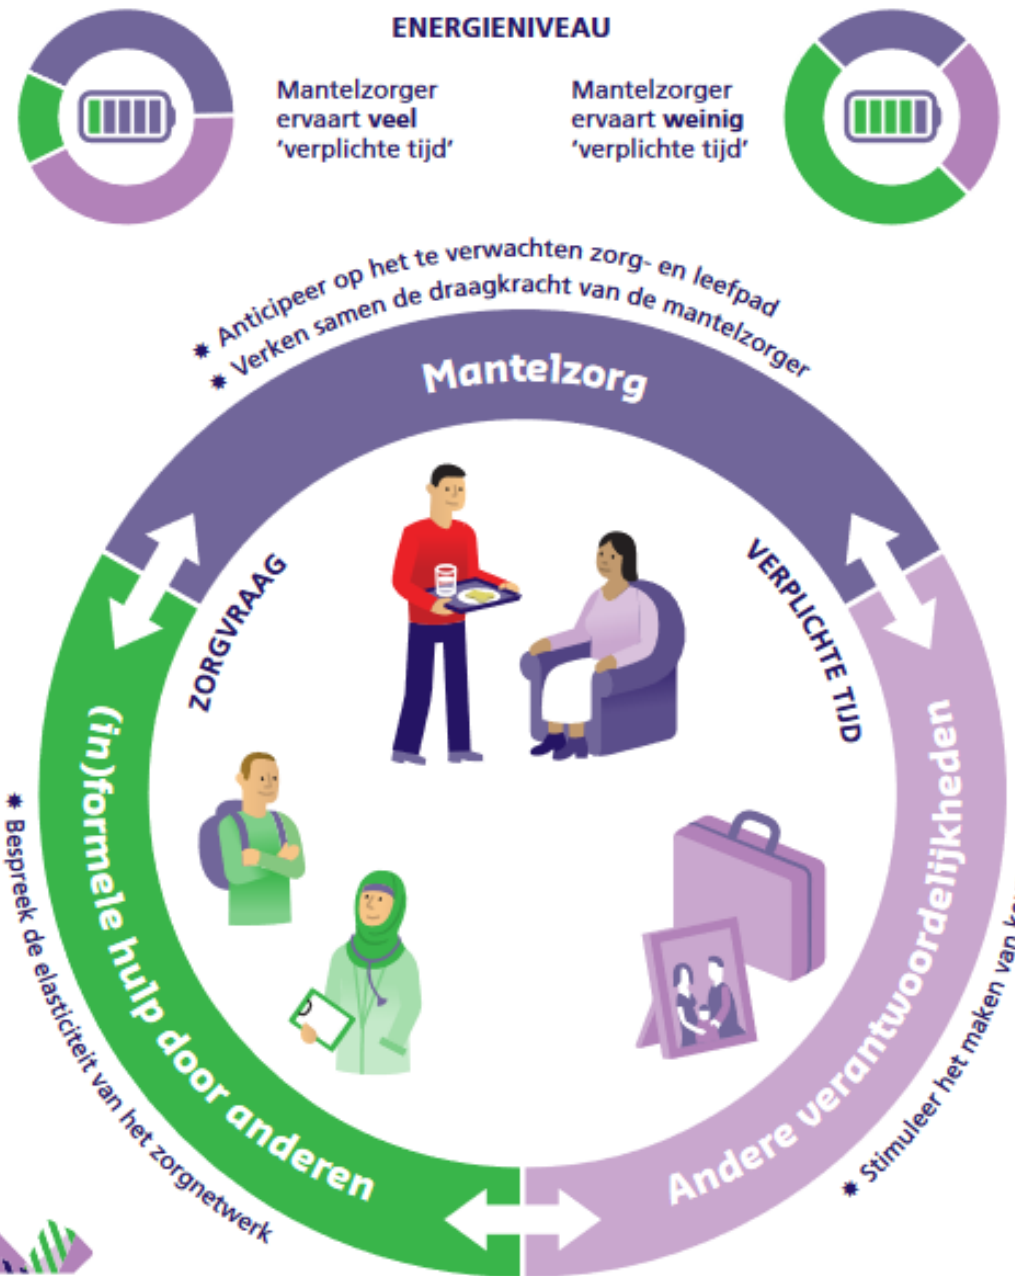 ENERGIENIVEAU
Mantelzorger
ervaart veel
'verplichte tijd'
Mantelzorger
ervaart weinig
'verplichte tijd'
✷ Anticipeer op het te verwachten zorg- en leefpad
✷ Verken samen de draagkracht van de mantelzorger
Mantelzorg
ZORGVRAAG
VERPLICHTE TIJD
(in)formele hulp door anderen
Andere verantwoordelijkheden
✷ Bespreek de elasticiteit van het zorgnetwerk
✷ Stimuleer het maken van